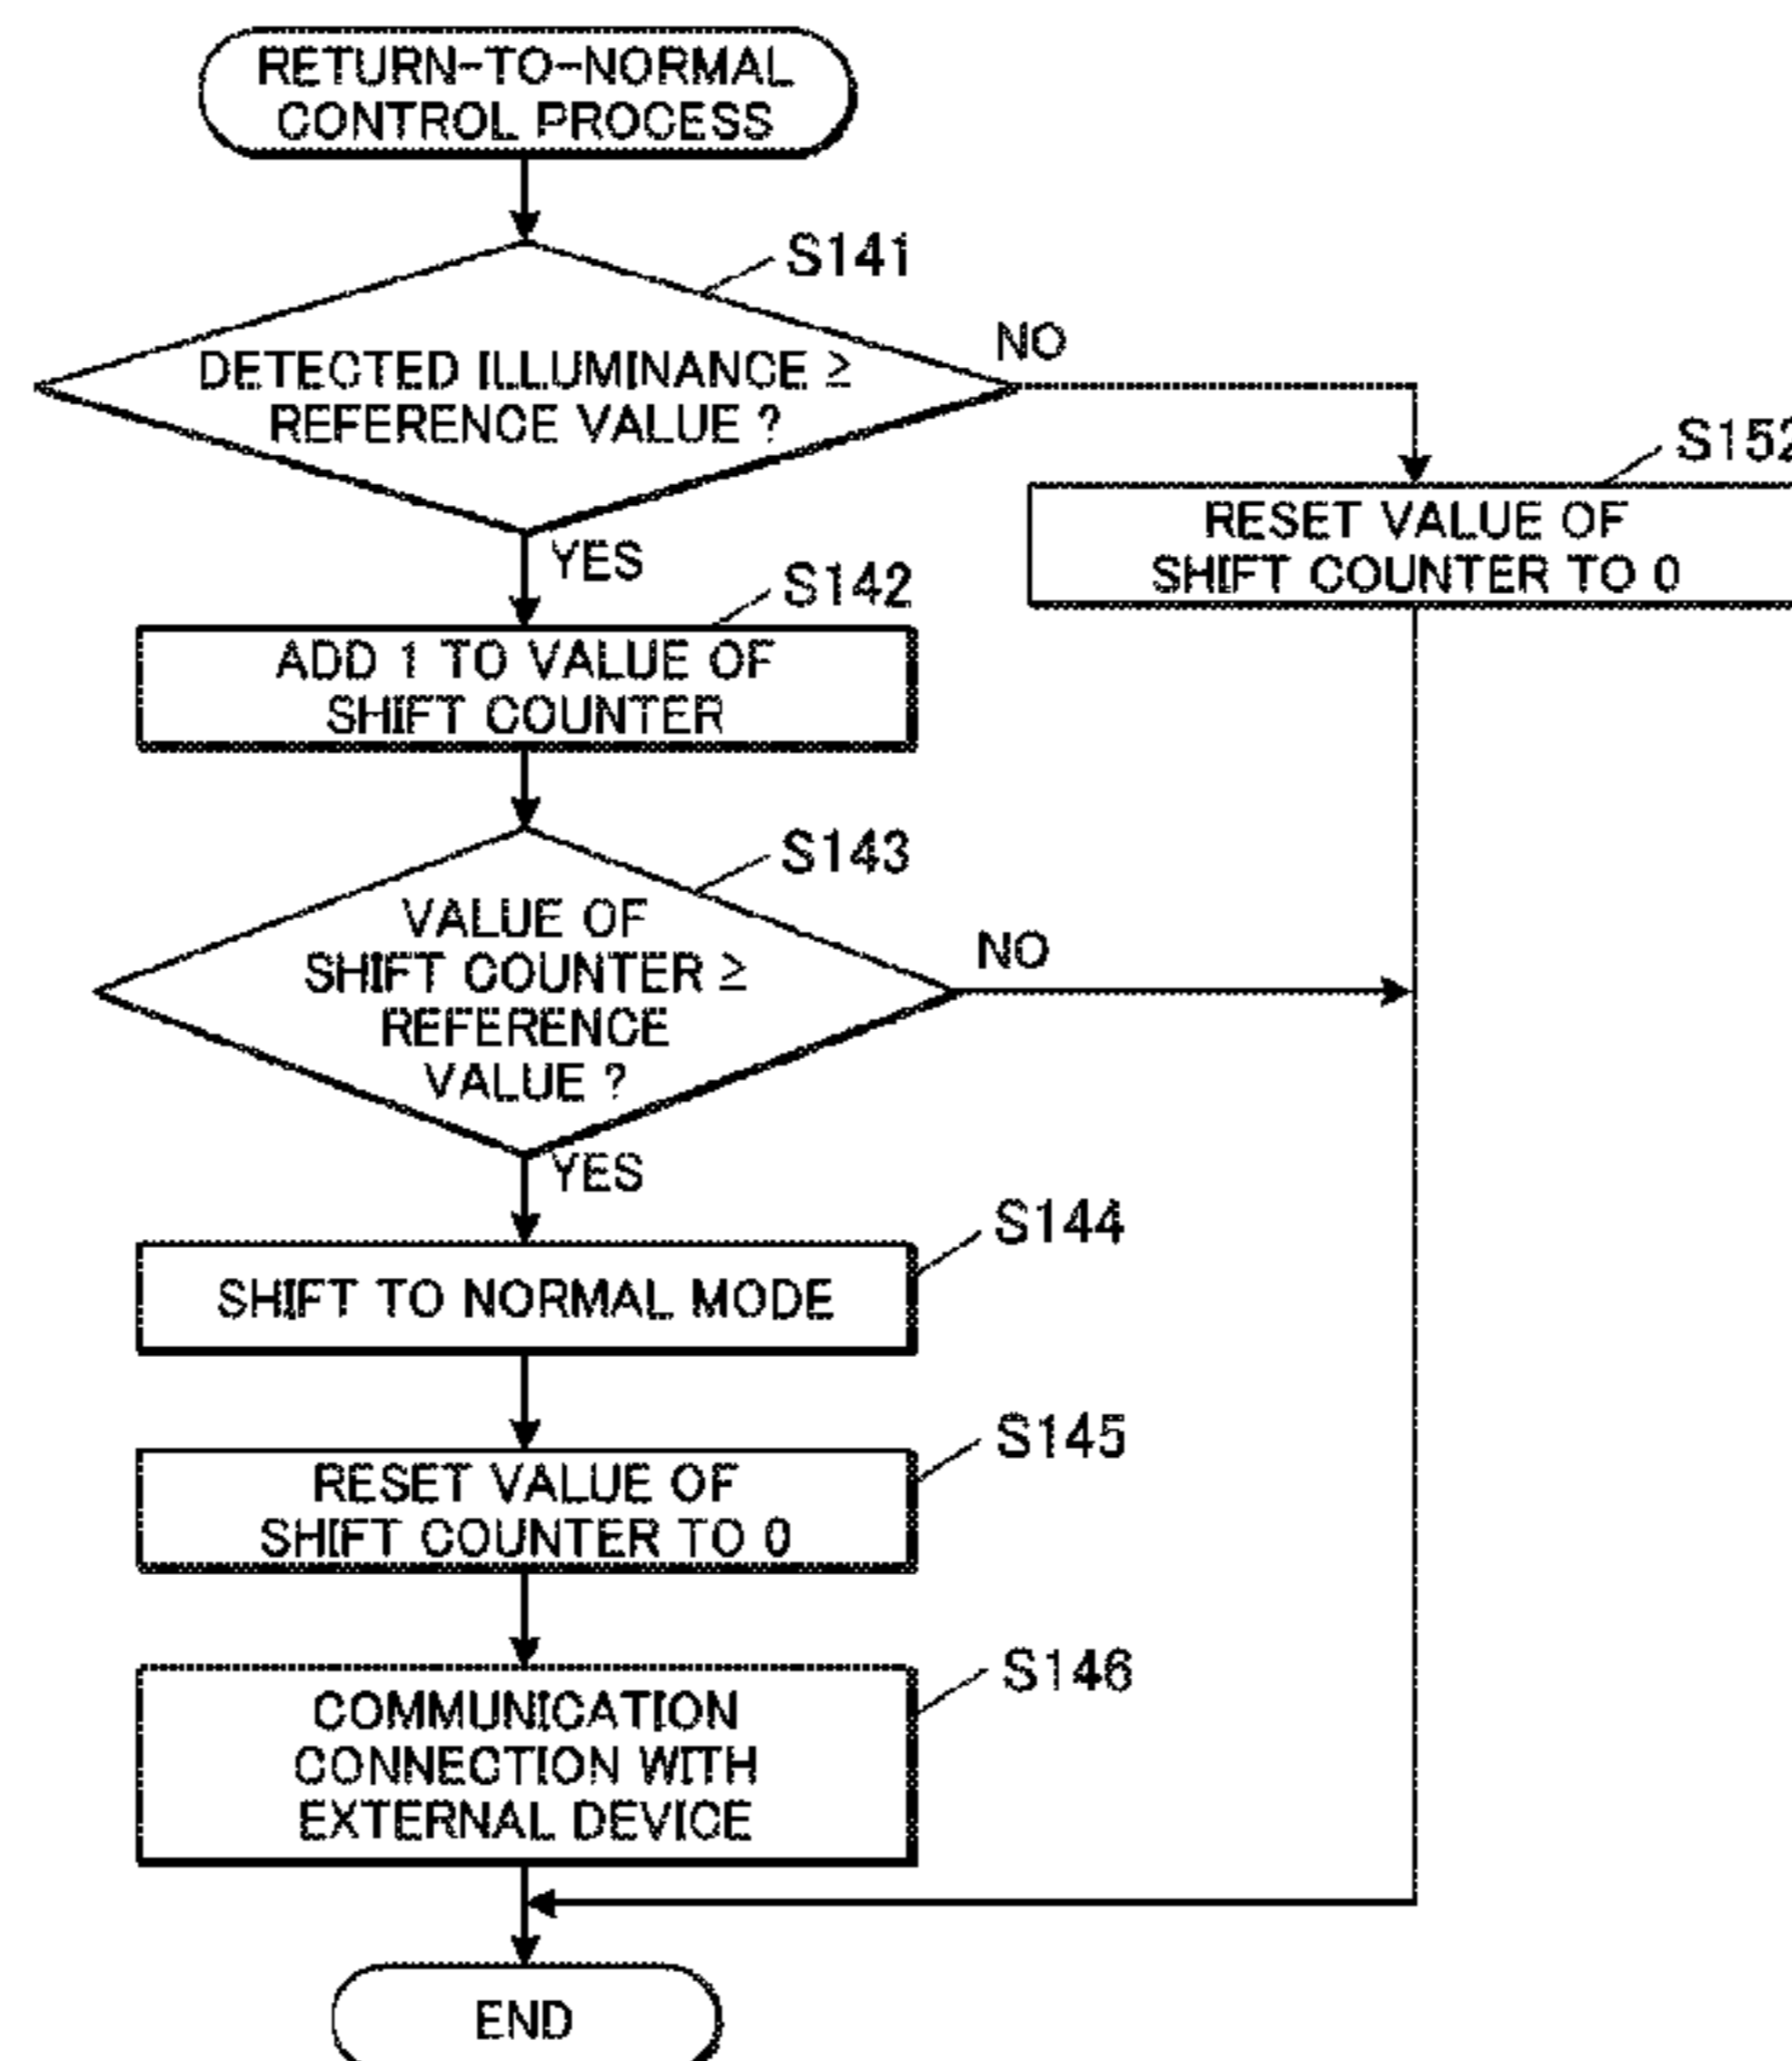 RETURN-TO-NORMAL
CONTROL PROCESS
S141
DETECTED ILLUMINANCE ≥
REFERENCE VALUE ?
NO
S152
RESET VALUE OF
SHIFT COUNTER TO 0
YES
S142
ADD 1 TO VALUE OF
SHIFT COUNTER
S143
VALUE OF
SHIFT COUNTER ≥
REFERENCE
VALUE ?
NO
YES
S144
SHIFT TO NORMAL MODE
S145
RESET VALUE OF
SHIFT COUNTER TO 0
S146
COMMUNICATION
CONNECTION WITH
EXTERNAL DEVICE
END